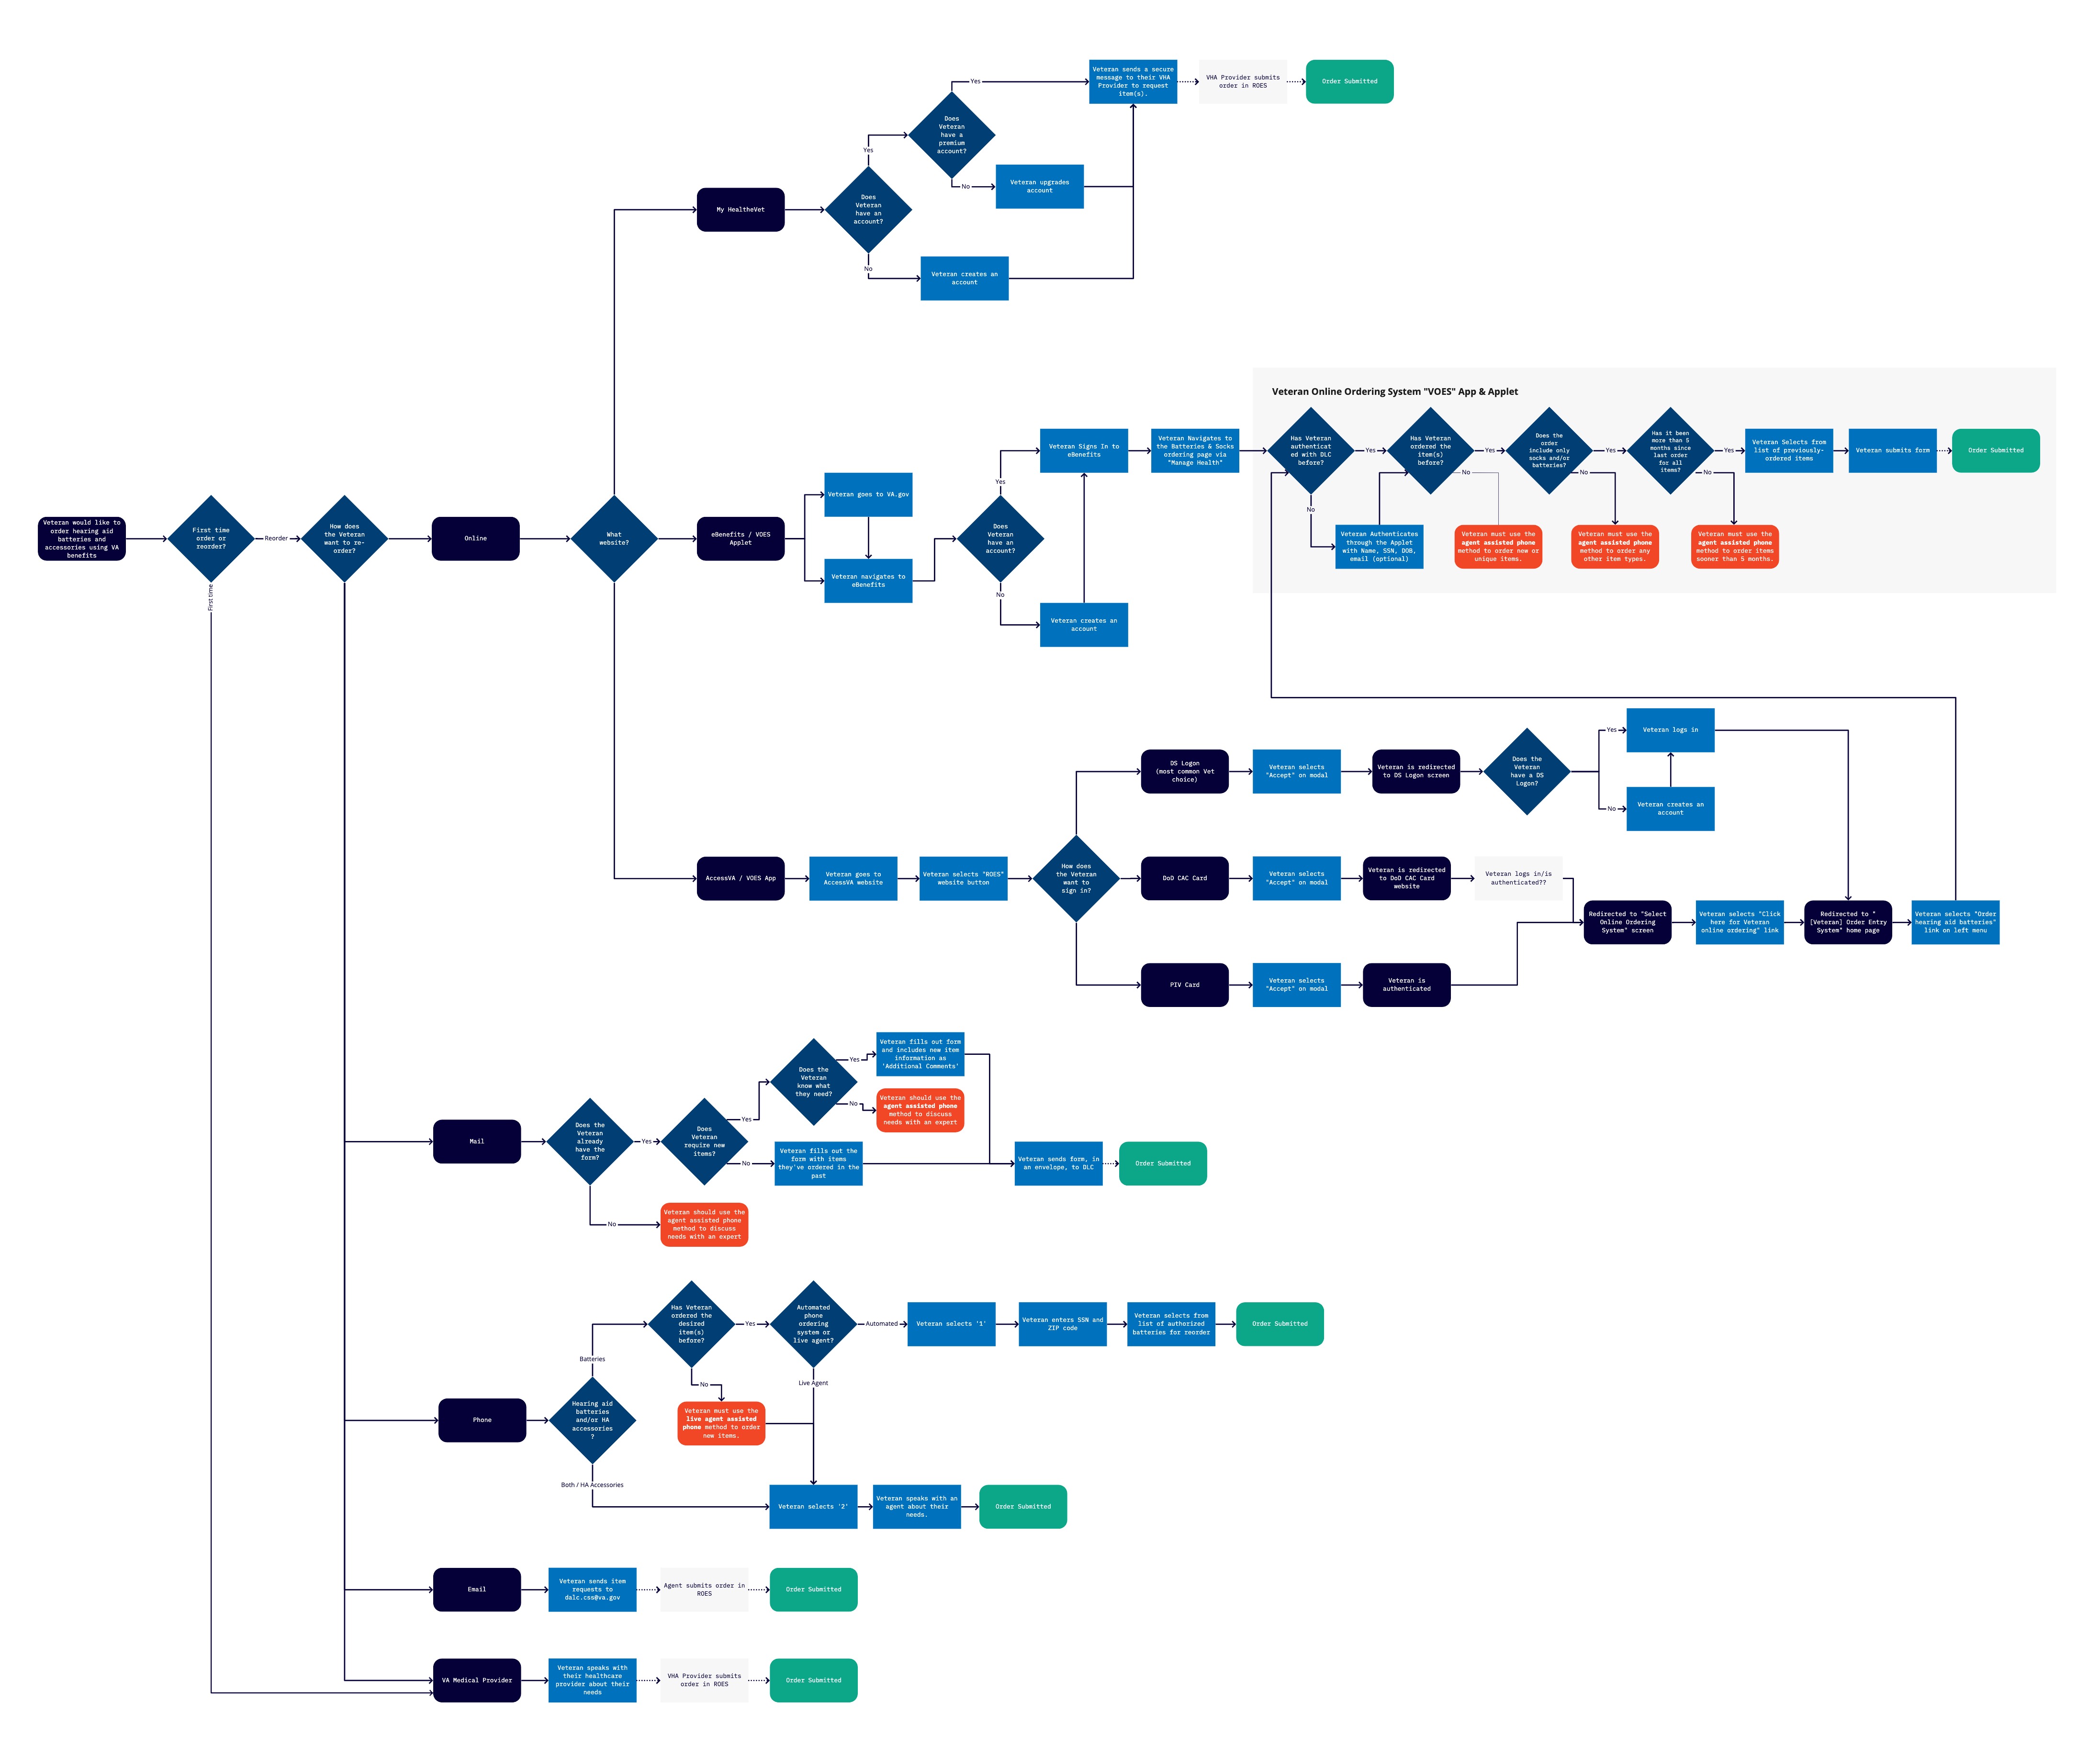 Veteran sends a secure
message to their VHA
Provider to request
item(s).
VHA Provider submits
order in ROES
Order Submitted
Yes
Does
Veteran
have a
premium
account?
Yes
No
Veteran upgrades
account
My HealtheVet
Does
Veteran
have an
account?
No
Veteran creates an
account
Veteran Online Ordering System "VOES" App & Applet
Veteran would like to
order hearing aid
batteries and
accessories using VA
benefits
First time
order or
reorder?
Reorder
First time
How does
the Veteran
want to re-
order?
Online
What
website?
eBenefits / VOES
Applet
Veteran goes to VA.gov
Veteran navigates to
eBenefits
Does
Veteran
have an
account?
Yes
No
Veteran Signs In to
eBenefits
Veteran creates an
account
Veteran Navigates to
the Batteries & Socks
ordering page via
"Manage Health"
Has Veteran
authenticat
ed with DLC
before?
Yes
No
Veteran Authenticates
through the Applet
with Name, SSN, DOB,
email (optional)
Has Veteran
ordered the
item(s)
before?
Yes
No
Veteran must use the
agent assisted phone
method to order new or
unique items.
Does the
order
include only
socks and/or
batteries?
Yes
No
Veteran must use the
agent assisted phone
method to order any
other item types.
Has it been
more than 5
months since
last order
for all
items?
Yes
No
Veteran must use the
agent assisted phone
method to order items
sooner than 5 months.
Veteran Selects from
list of previously-
ordered items
Veteran submits form
Order Submitted
AccessVA / VOES App
Veteran goes to
AccessVA website
Veteran selects "ROES"
website button
How does
the Veteran
want to
sign in?
DS Logon
(most common Vet
choice)
Veteran selects
"Accept" on modal
Veteran is redirected
to DS Logon screen
Does the
Veteran
have a DS
Logon?
Yes
No
Veteran logs in
Veteran creates an
account
DoD CAC Card
Veteran selects
"Accept" on modal
Veteran is redirected
to DoD CAC Card
website
Veteran logs in/is
authenticated??
PIV Card
Veteran selects
"Accept" on modal
Veteran is
authenticated
Redirected to "Select
Online Ordering
System" screen
Veteran selects "Click
here for Veteran
online ordering" link
Redirected to "
[Veteran] Order Entry
System" home page
Veteran selects "Order
hearing aid batteries"
link on left menu
Mail
Does the
Veteran
already
have the
form?
Yes
No
Veteran should use the
agent assisted phone
method to discuss
needs with an expert
Does
Veteran
require new
items?
Yes
No
Does the
Veteran
know what
they need?
Yes
No
Veteran fills out form
and includes new item
information as
'Additional Comments'
Veteran should use the
agent assisted phone
method to discuss
needs with an expert
Veteran fills out the
form with items
they've ordered in the
past
Veteran sends form, in
an envelope, to DLC
Order Submitted
Phone
Hearing aid
batteries
and/or HA
accessories
?
Batteries
Both / HA Accessories
Has Veteran
ordered the
desired
item(s)
before?
Yes
No
Veteran must use the
live agent assisted
phone method to order
new items.
Automated
phone
ordering
system or
live agent?
Automated
Live Agent
Veteran selects '1'
Veteran enters SSN and
ZIP code
Veteran selects from
list of authorized
batteries for reorder
Order Submitted
Veteran selects '2'
Veteran speaks with an
agent about their
needs.
Order Submitted
Email
Veteran sends item
requests to
dalc.css@va.gov
Agent submits order in
ROES
Order Submitted
VA Medical Provider
Veteran speaks with
their healthcare
provider about their
needs
VHA Provider submits
order in ROES
Order Submitted